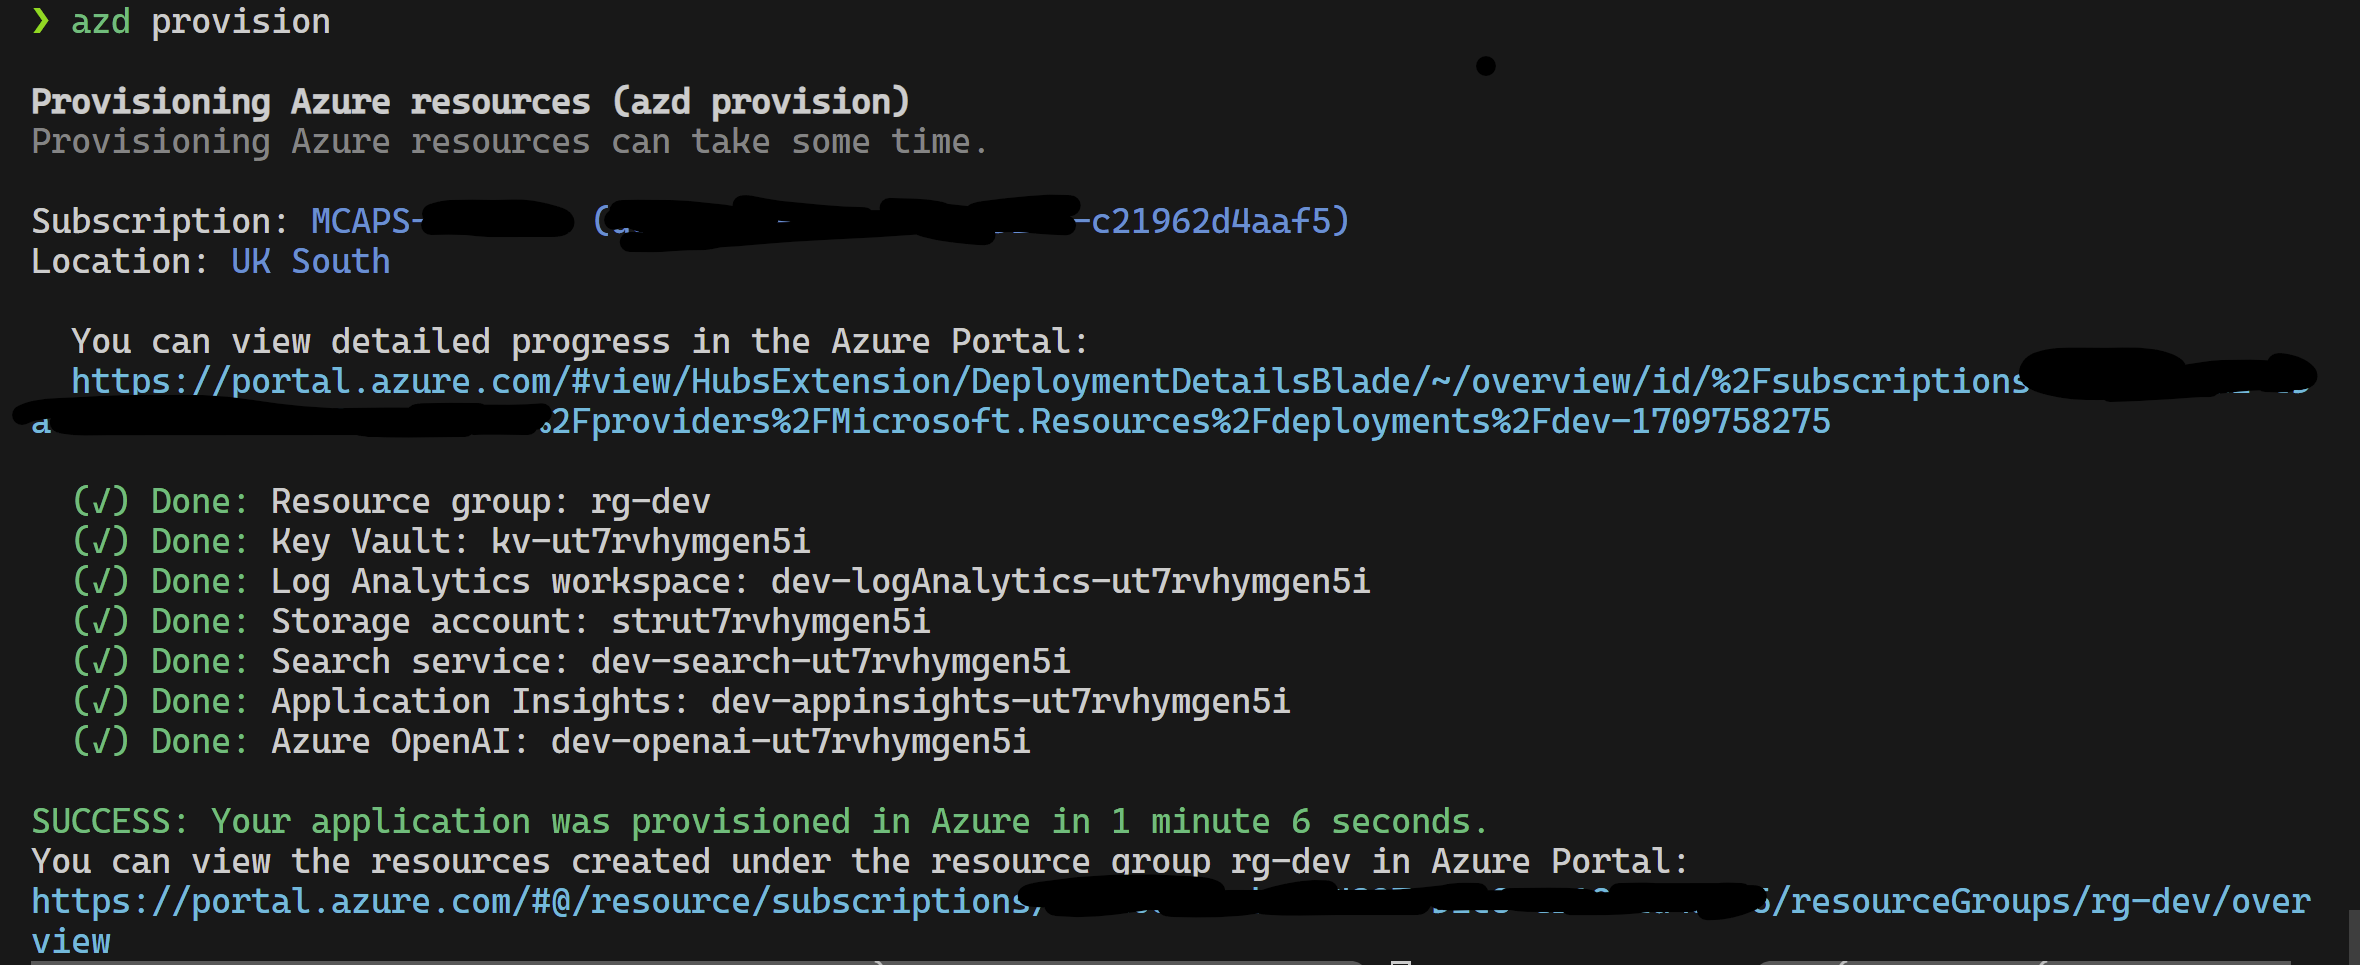 ❯ azd provision
Provisioning Azure resources (azd provision)
Provisioning Azure resources can take some time.
Subscription: MCAPS- -c21962d4aaf5)
Location: UK South
You can view detailed progress in the Azure Portal:
https://portal.azure.com/#view/HubsExtension/DeploymentDetailsBlade/~/overview/id/%2Fsubscriptions
%2Fproviders%2FMicrosoft.Resources%2Fdeployments%2Fdev-1709758275
(✓) Done: Resource group: rg-dev
(✓) Done: Key Vault: kv-ut7rvhymgen5i
(✓) Done: Log Analytics workspace: dev-logAnalytics-ut7rvhymgen5i
(✓) Done: Storage account: strut7rvhymgen5i
(✓) Done: Search service: dev-search-ut7rvhymgen5i
(✓) Done: Application Insights: dev-appinsights-ut7rvhymgen5i
(✓) Done: Azure OpenAI: dev-openai-ut7rvhymgen5i
SUCCESS: Your application was provisioned in Azure in 1 minute 6 seconds.
You can view the resources created under the resource group rg-dev in Azure Portal:
https://portal.azure.com/#@/resource/subscriptions/ /resourceGroups/rg-dev/over
view